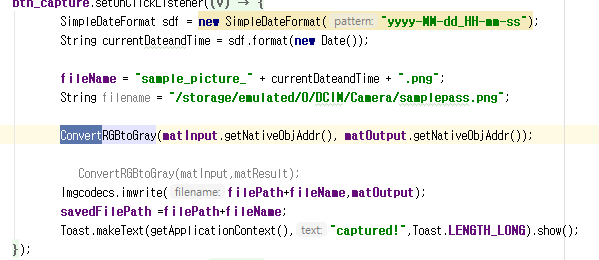 btn_capture.setOnClickListener((v) → {
SimpleDateFormat sdf = new SimpleDateFormat( pattern: "yyyy-MM-dd_HH-mm-ss");
String currentDateandTime = sdf.format(new Date());
fileName = "sample_picture_" + currentDateandTime + ".png";
String filename = "/storage/emulated/0/DCIM/Camera/samplepass.png";
ConvertRGBtoGray(matInput.getNativeObjAddr(), matOutput.getNativeObjAddr());
ConvertRGBtoGray(matInput,matResult);
Imgcodecs.imwrite( filename: filePath+fileName,matOutput);
savedFilePath =filePath+fileName;
Toast.makeText(getApplicationContext(), text: "captured!",Toast.LENGTH_LONG).show();
});